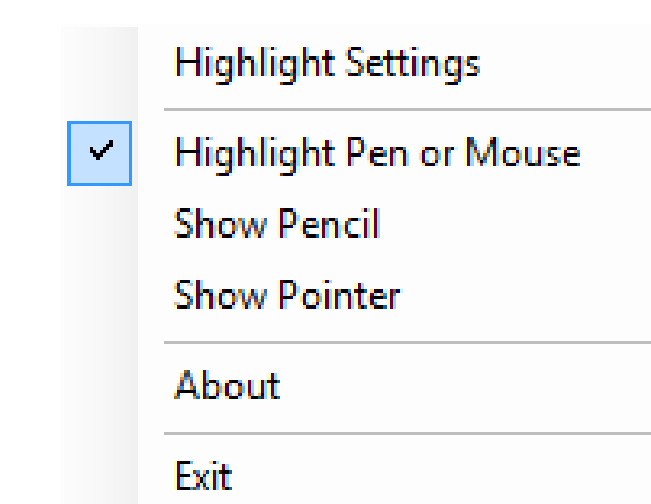 Highlight Settings
Highlight Pen or Mouse
Show Pencil
Show Pointer
About
Exit